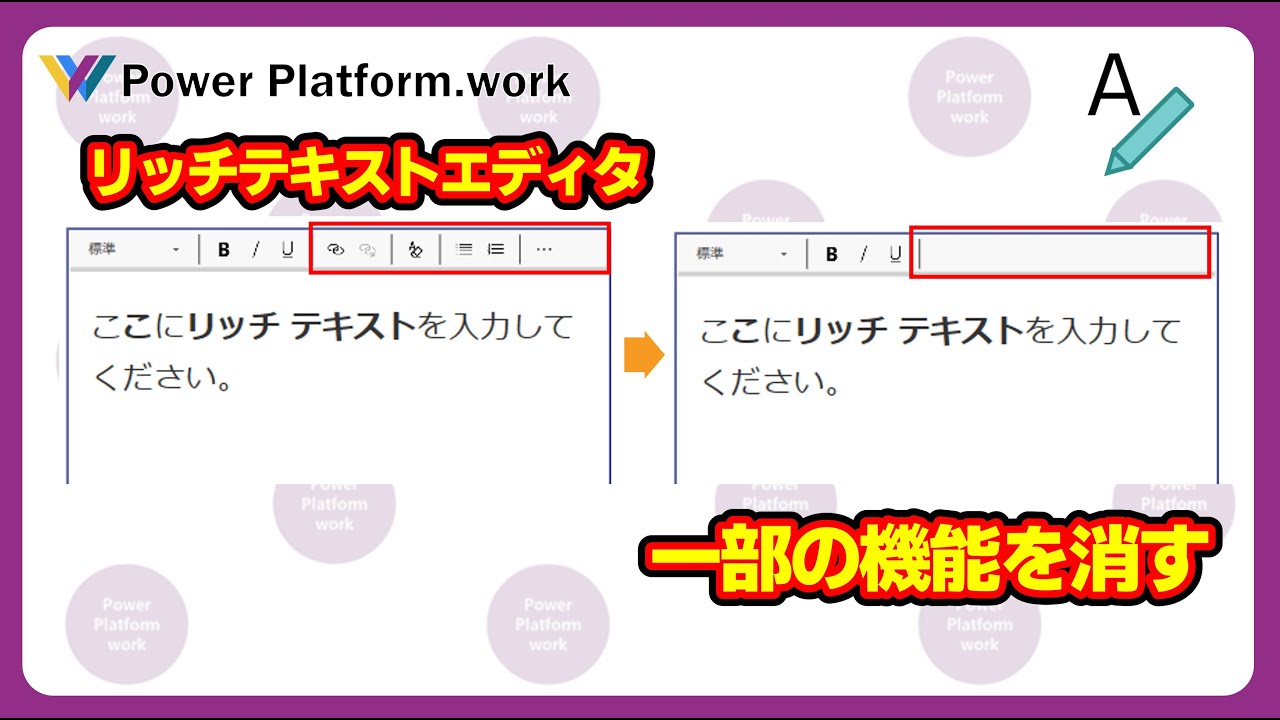 Power Platform.work
A
リッチテキストエディタ
標準 B / U ...
ここにリッチ テキストを入力して
ください。
標準 B / U
ここにリッチ テキストを入力して
ください。
一部の機能を消す
Power
Platform
work
Power
Platform
work
Power
Platform
work
Power
Platform
work
Power
Platform
work